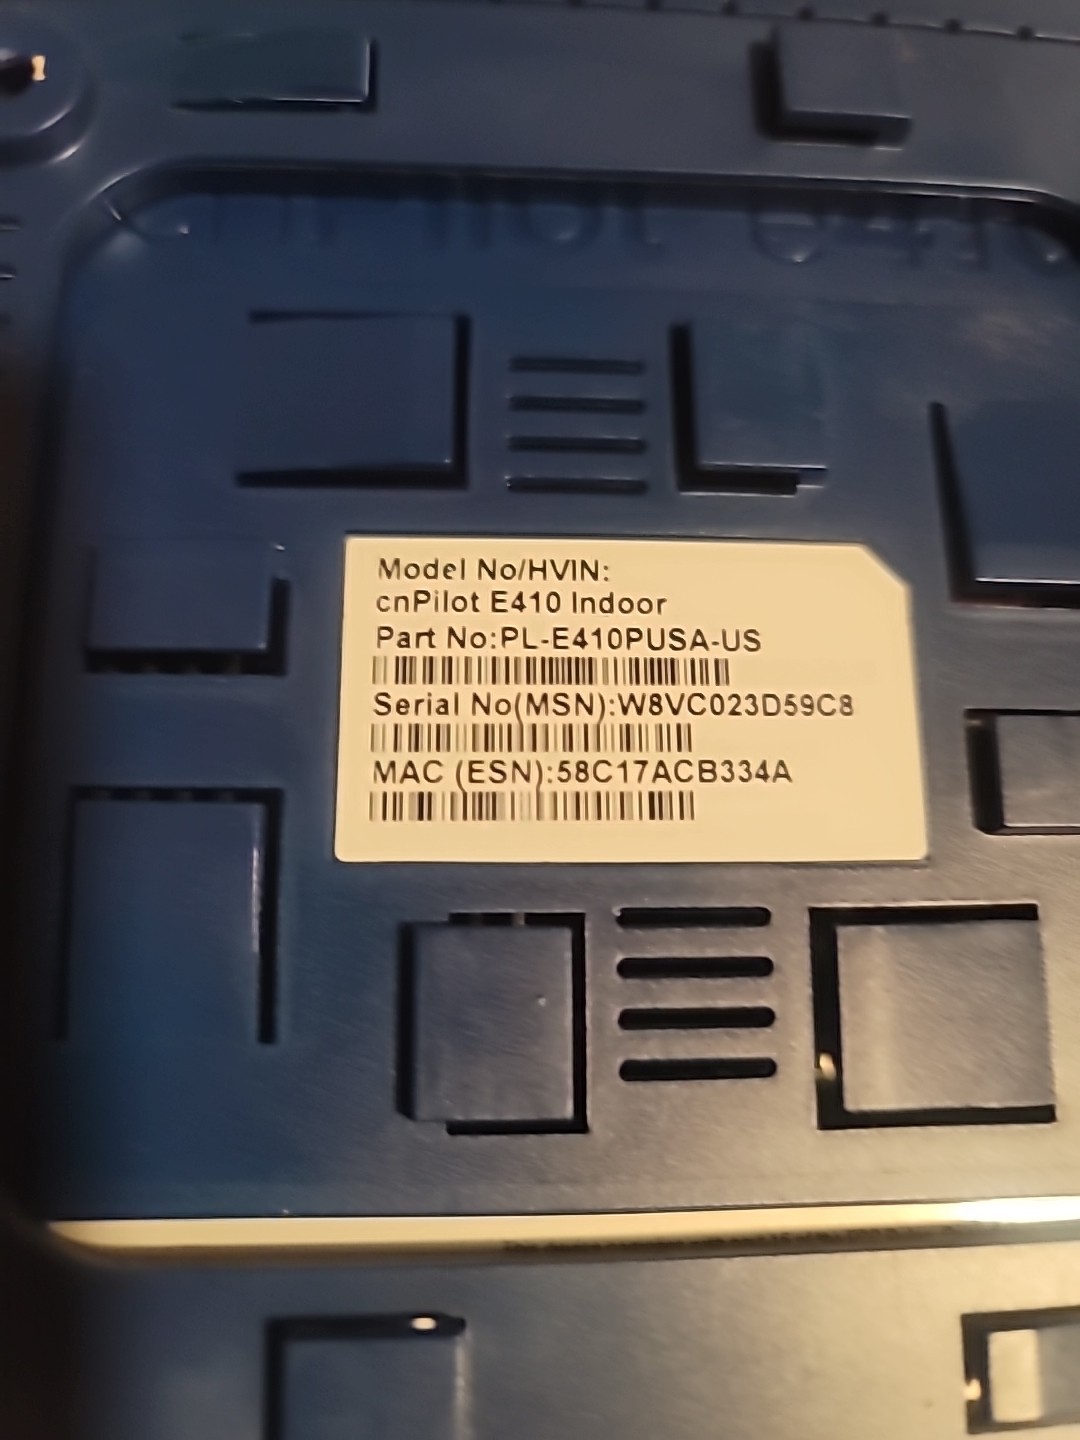 Model No/HVIN:
cnPilot E410 Indoor
Part No:PL-E410PUSA-US
Serial No(MSN):W8VC023D59C8
MAC (ESN):58C17ACB334A